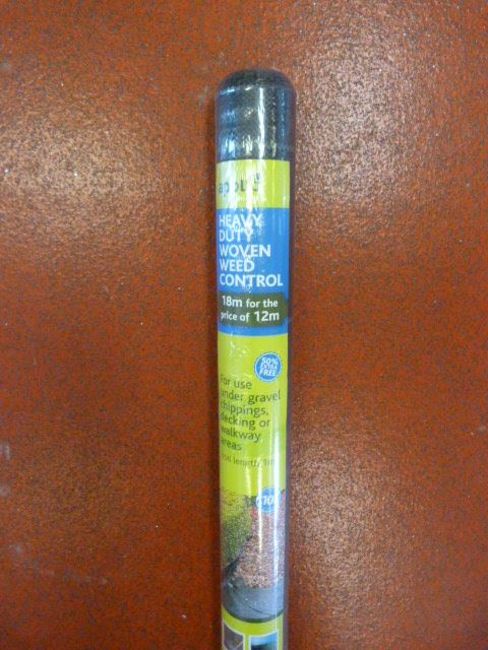 HEAVY
DUTY
WOVEN
WEED
CONTROL
18m for the
price of 12m
50%
EXTRA
FREE
For use
under gravel
chippings,
decking or
walkway
areas